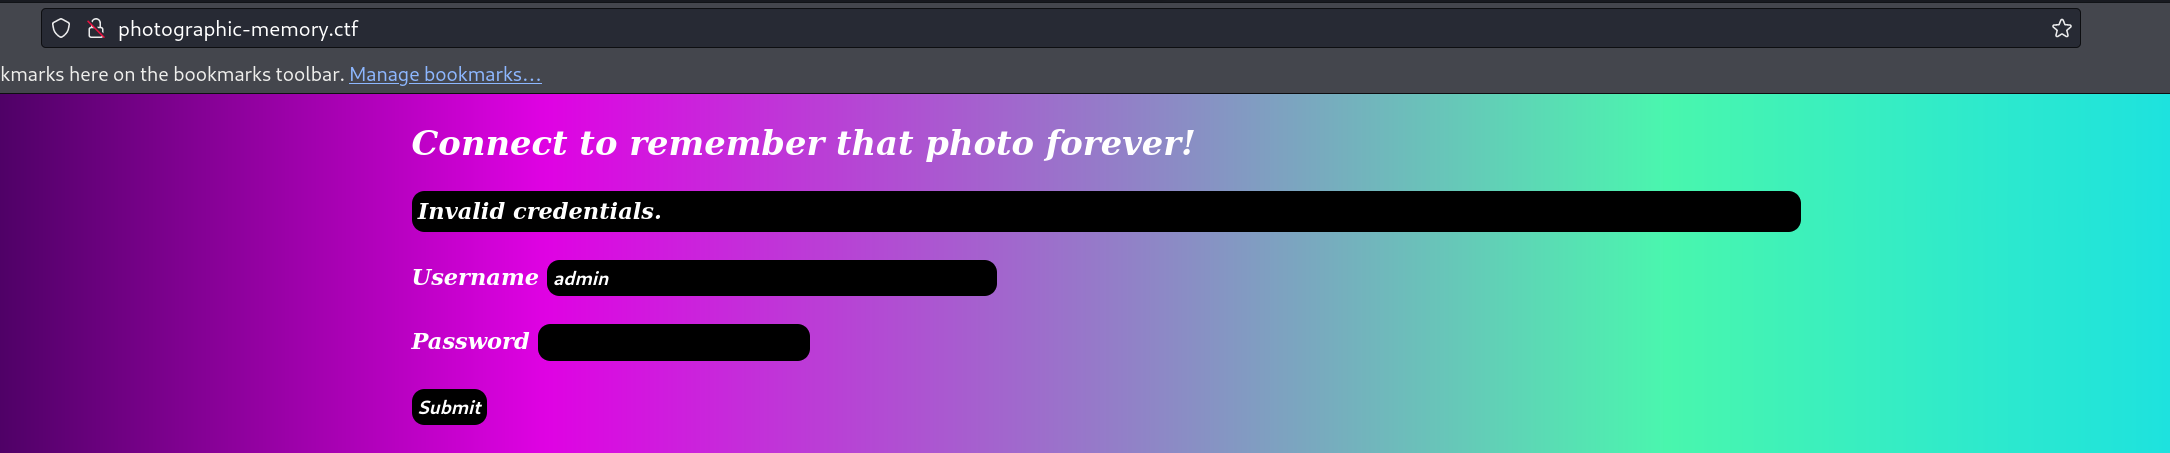 photographic-memory.ctf
kmarks here on the bookmarks toolbar. Manage bookmarks...
Connect to remember that photo forever!
Invalid credentials.
Username admin
Password
Submit